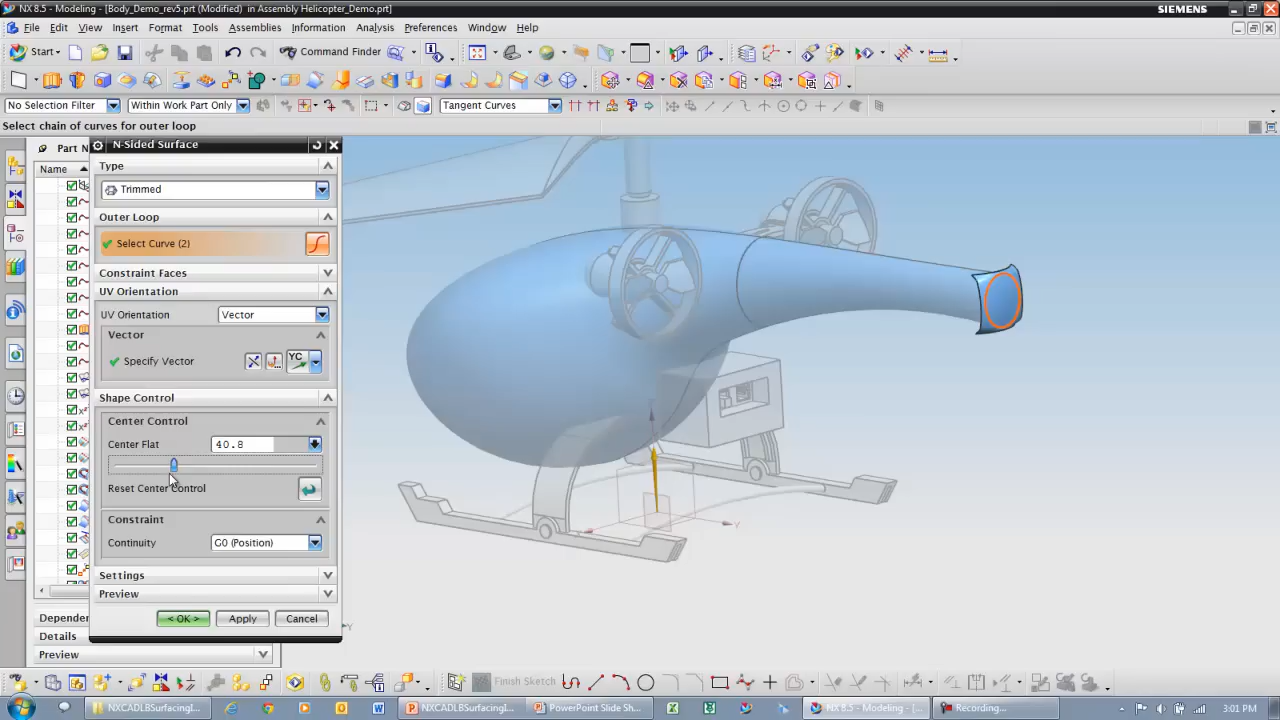 NX 8.5 - Modeling - [Body_Demo_rev5.prt (Modified) in Assembly Helicopter_Demo.prt]
SIEMENS
File Edit View Insert Format Tools Assemblies Information Analysis Preferences Window Help
Start Command Finder
No Selection Filter Within Work Part Only Tangent Curves
Select chain of curves for outer loop
Part N
Name
N-Sided Surface
Type
Trimmed
Outer Loop
Select Curve (2)
Constraint Faces
UV Orientation
UV Orientation Vector
Vector
Specify Vector YC
Shape Control
Center Control
Center Flat 40.8
Reset Center Control
Constraint
Continuity G0 (Position)
Settings
Preview
< OK > Apply Cancel
Dependen
Details
Preview
Y
Y
Finish Sketch
NXCADLBSurfacingI... NXCADLBSurfacingI... PowerPoint Slide Sh... NX 8.5 - Modeling - ... Recording... 3:01 PM